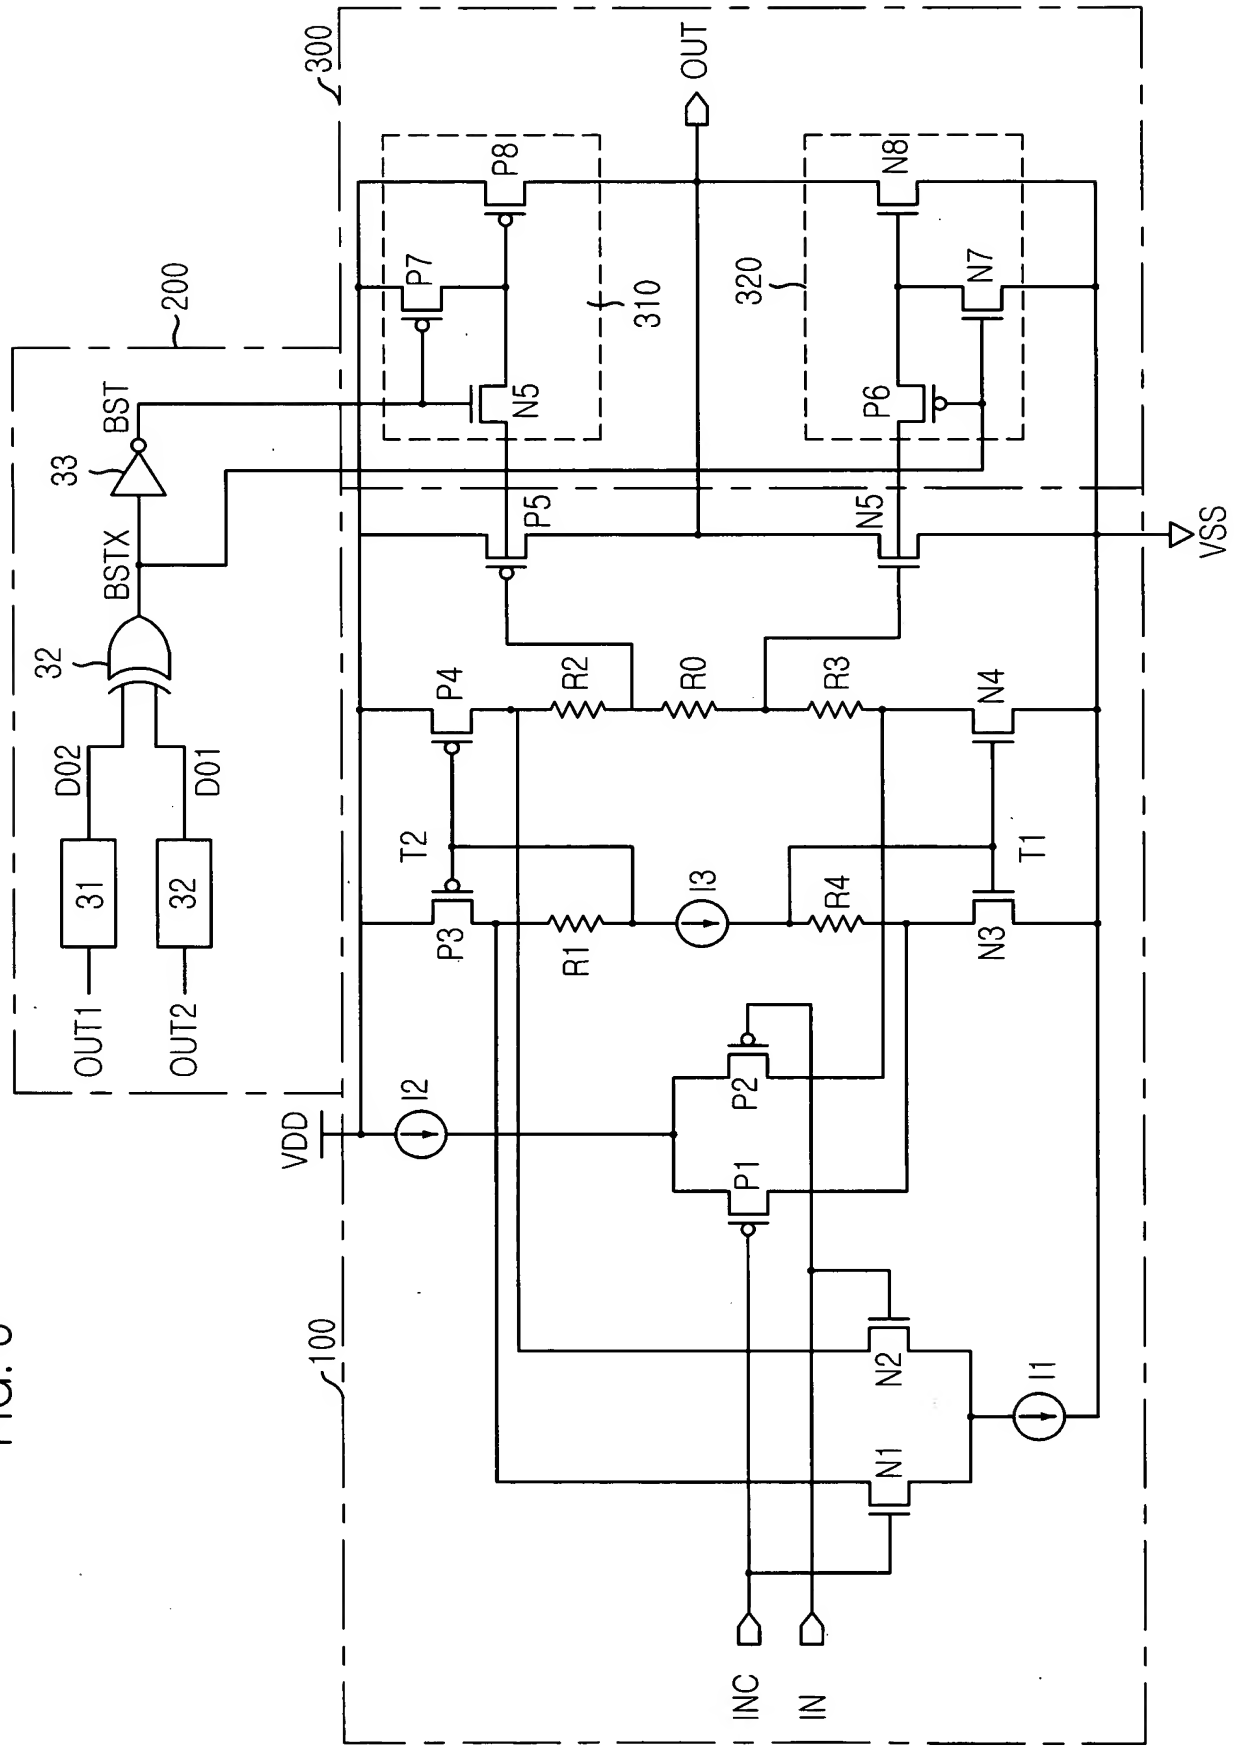 300
OUT
P8
N8
200
P7
310
320
N7
BST
33
N5
P6
BSTX
P5
N5
VSS
32
D02
D01
P4
R2
R0
R3
N4
31
32
T2
T1
P3
R1
I3
R4
N3
OUT1
OUT2
VDD
I2
P2
P1
100
N2
N1
I1
INC
IN